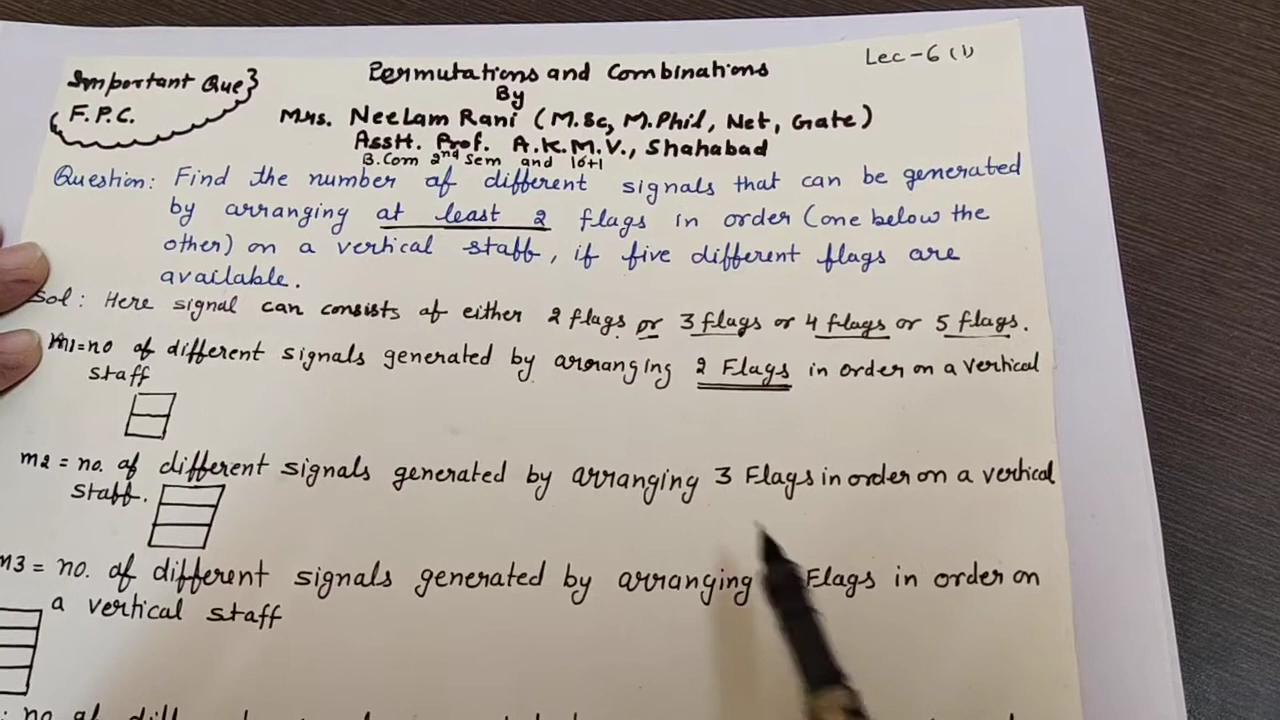 Lec-6 (1)
Important Que
F.P.C.
Permutations and Combinations
By
Mrs. Neelam Rani (M.Sc, M.Phil, Net, Gate)
Asstt. Prof. A.K.M.V., Shahabad
B.Com 2nd Sem and 10+1
Question: Find the number of different signals that can be generated
by arranging at least 2 flags in order (one below the
other) on a vertical staff, if five different flags are
available.
Sol: Here signal can consists of either 2 flags or 3 flags or 4 flags or 5 flags.
m1 = no of different signals generated by arranging 2 Flags in order on a vertical
staff
m2 = no. of different signals generated by arranging 3 Flags in order on a vertical
staff.
m3 = no. of different signals generated by arranging Flags in order on
a vertical staff